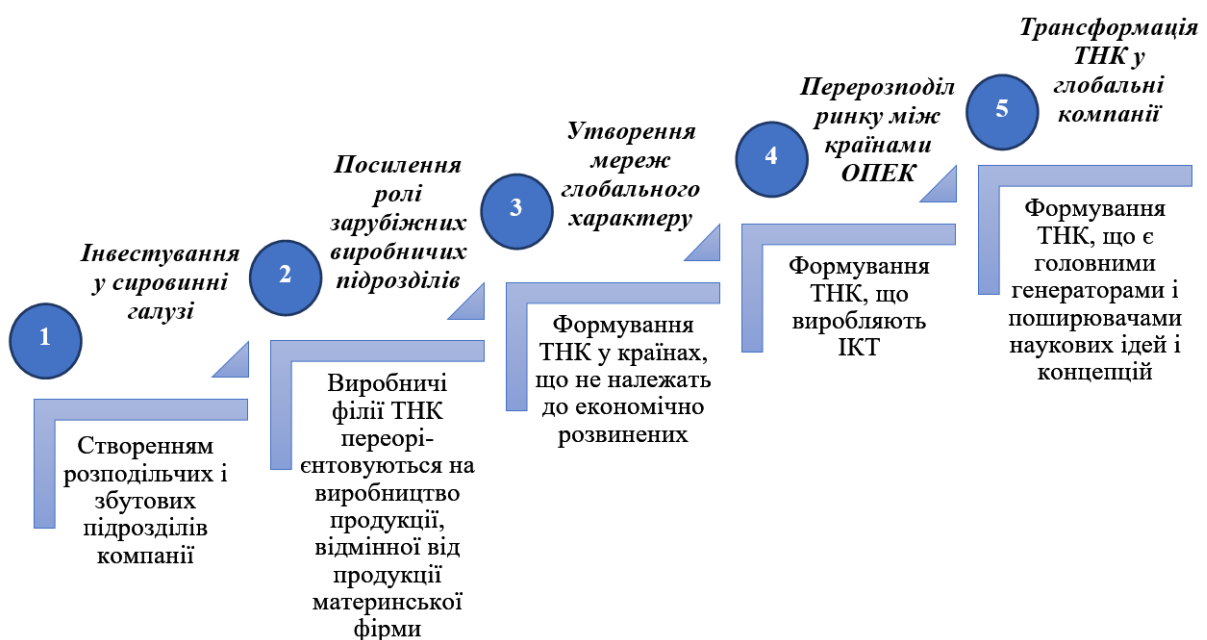 1
Інвестування
у сировинні
галузі
Створенням
розподільчих і
збутових
підрозділів
компанії
2
Посилення
ролі
зарубіжних
виробничих
підрозділів
Виробничі
філії ТНК
переорі-
єнтовуються на
виробництво
продукції,
відмінної від
продукції
материнської
фірми
3
Утворення
мереж
глобального
характеру
Формування
ТНК у країнах,
що не належать
до економічно
розвинених
4
Перерозподіл
ринку між
країнами
ОПЕК
Формування
ТНК, що
виробляють
ІКТ
5
Трансформація
ТНК у
глобальні
компанії
Формування
ТНК, що є
головними
генераторами і
поширювачами
наукових ідей і
концепцій